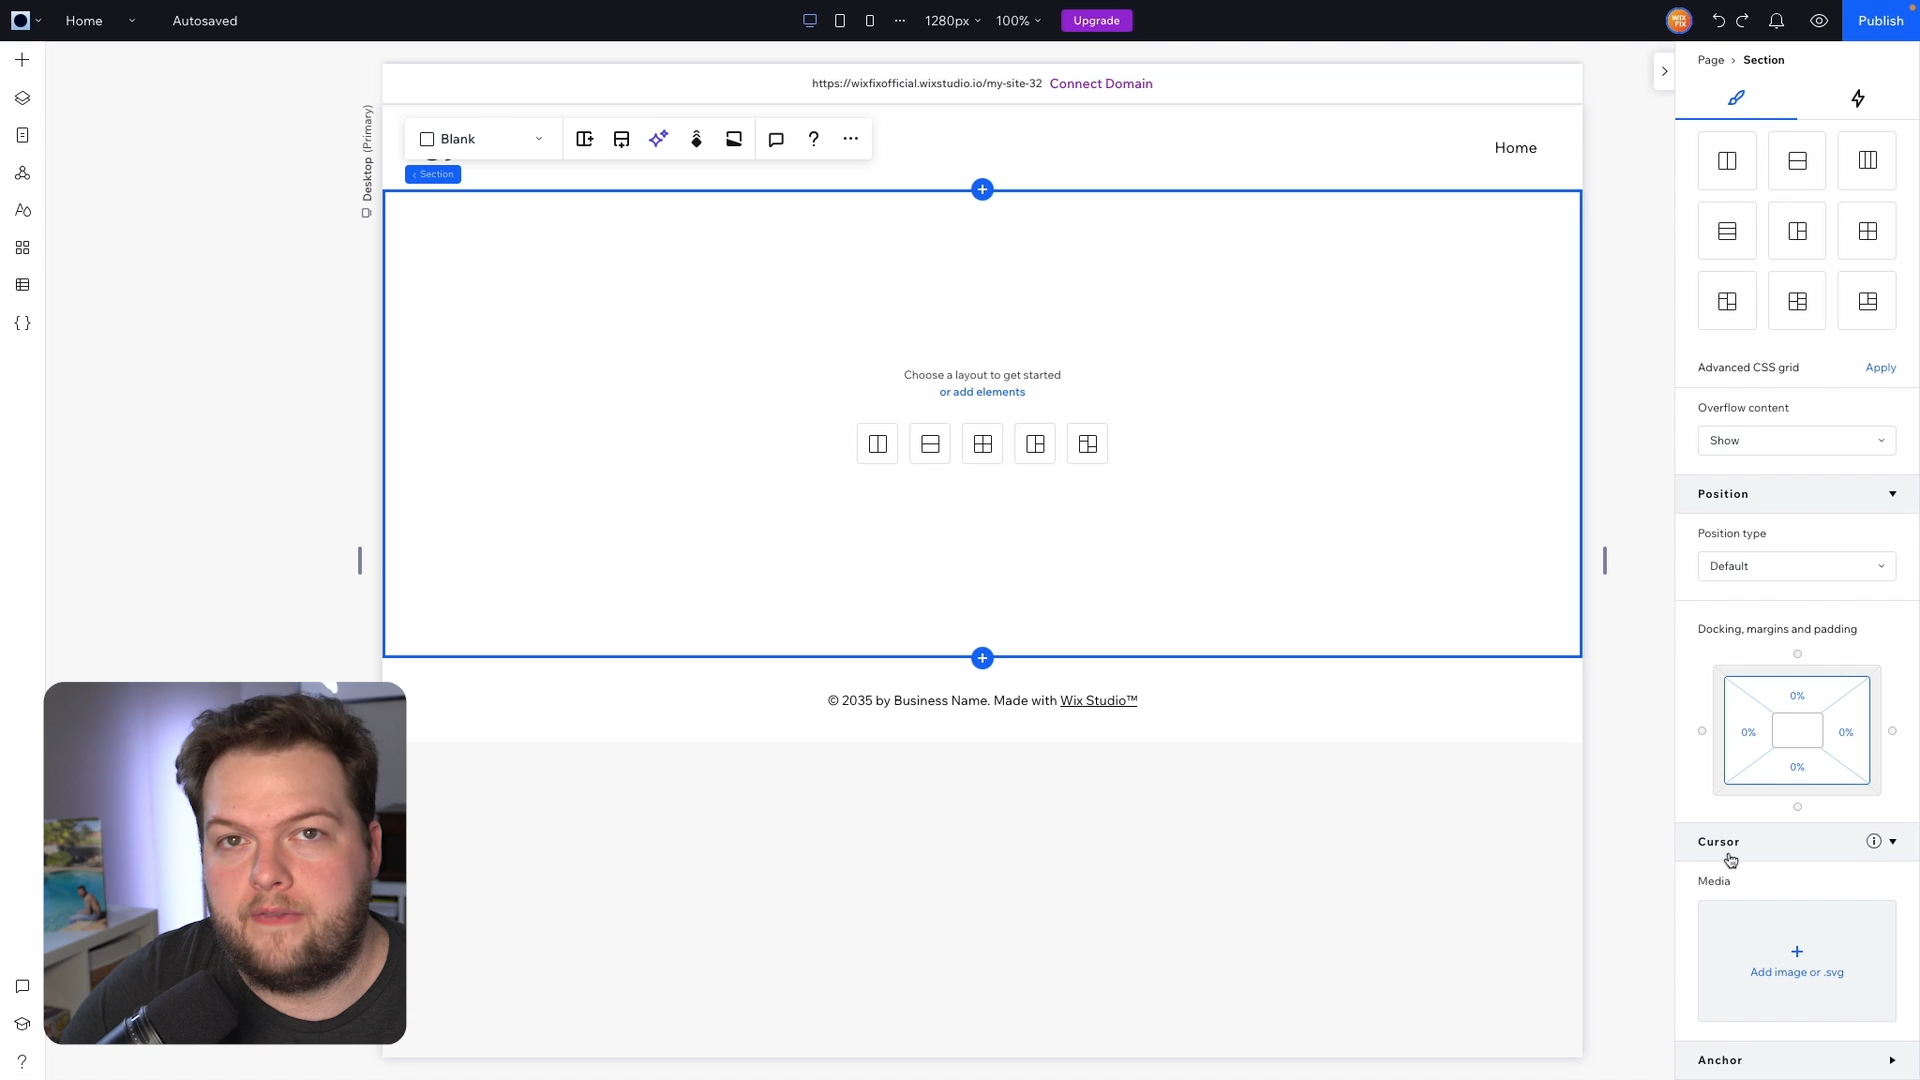 Home
Autosaved
1280px
100%
Upgrade
Publish
Page › Section
https://wixfixofficial.wixstudio.io/my-site-32 Connect Domain
Desktop (Primary)
Blank
Section
Home
Choose a layout to get started
or add elements
© 2035 by Business Name. Made with Wix Studio™
Advanced CSS grid
Apply
Overflow content
Show
Position
Position type
Default
Docking, margins and padding
0%
0%
0%
0%
Cursor
Media
+
Add image or .svg
Anchor
WIX
FIX